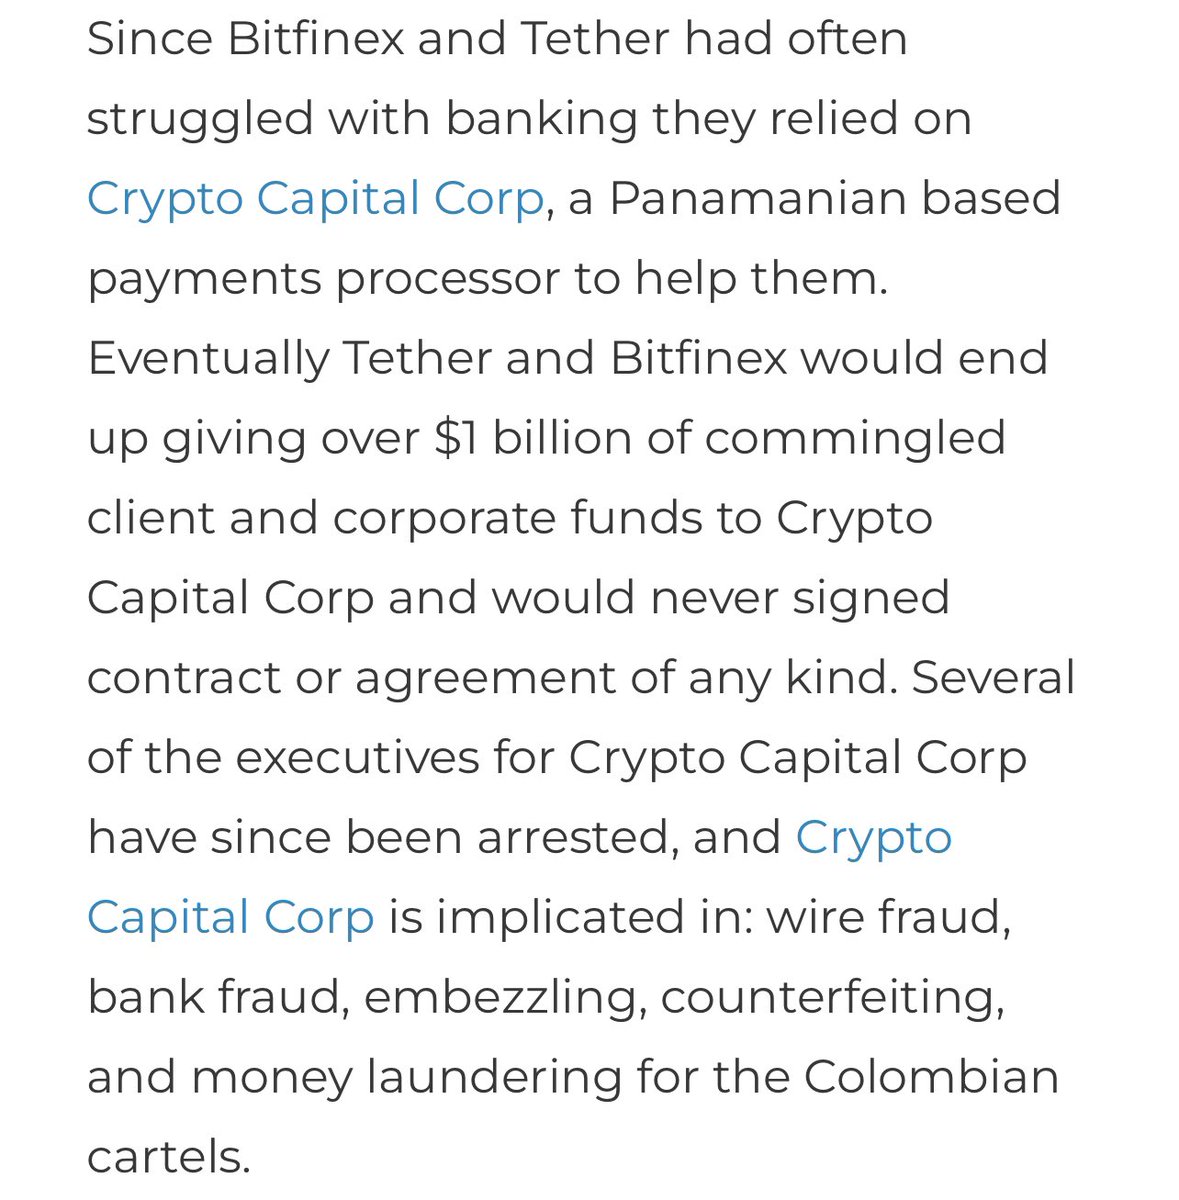 Since Bitfinex and Tether had often
struggled with banking they relied on
Crypto Capital Corp, a Panamanian based
payments processor to help them.
Eventually Tether and Bitfinex would end
up giving over $1 billion of commingled
client and corporate funds to Crypto
Capital Corp and would never signed
contract or agreement of any kind. Several
of the executives for Crypto Capital Corp
have since been arrested, and Crypto
Capital Corp is implicated in: wire fraud,
bank fraud, embezzling, counterfeiting,
and money laundering for the Colombian
cartels.